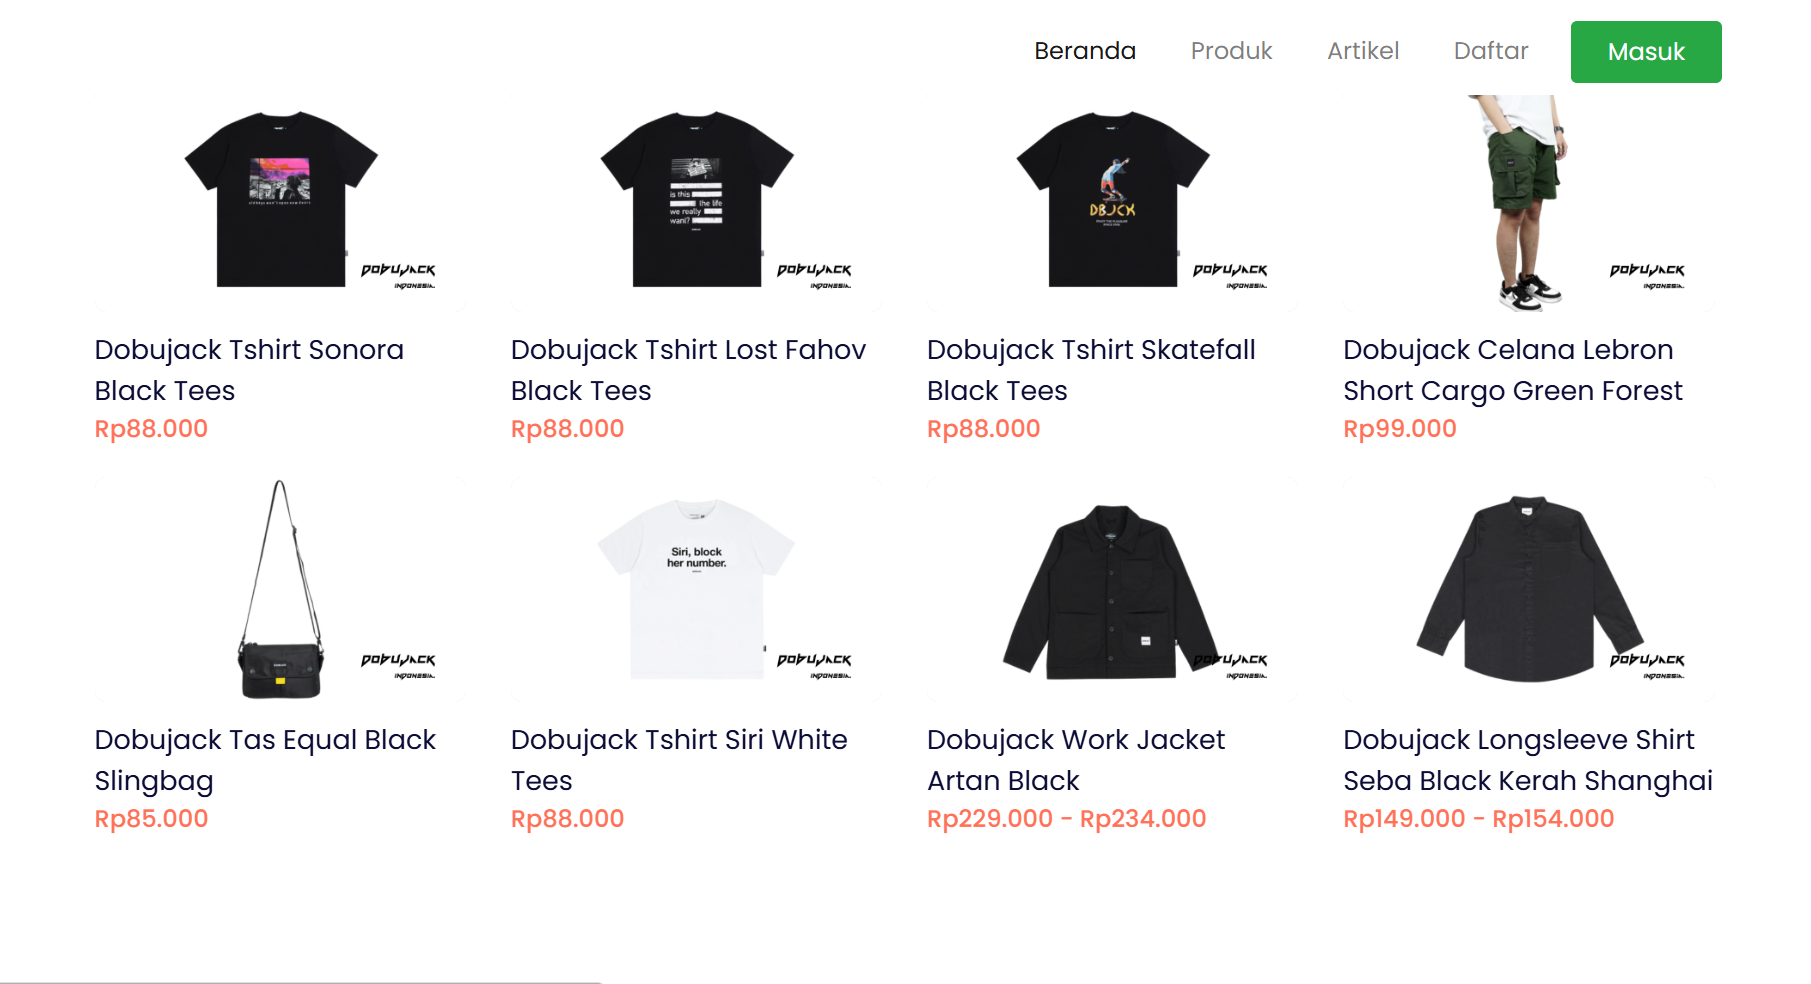 Beranda
Produk
Artikel
Daftar
Masuk
is this
the life
we really
want?
DBJCK
DOBUJACK
INDONESIA.
DOBUJACK
INDONESIA.
DOBUJACK
INDONESIA.
DOBUJACK
INDONESIA.
Dobujack Tshirt Sonora
Black Tees
Rp88.000
Dobujack Tshirt Lost Fahov
Black Tees
Rp88.000
Dobujack Tshirt Skatefall
Black Tees
Rp88.000
Dobujack Celana Lebron
Short Cargo Green Forest
Rp99.000
Siri, block
her number.
DOBUJACK
INDONESIA.
DOBUJACK
INDONESIA.
DOBUJACK
INDONESIA.
DOBUJACK
INDONESIA.
Dobujack Tas Equal Black
Slingbag
Rp85.000
Dobujack Tshirt Siri White
Tees
Rp88.000
Dobujack Work Jacket
Artan Black
Rp229.000 - Rp234.000
Dobujack Longsleeve Shirt
Seba Black Kerah Shanghai
Rp149.000 - Rp154.000